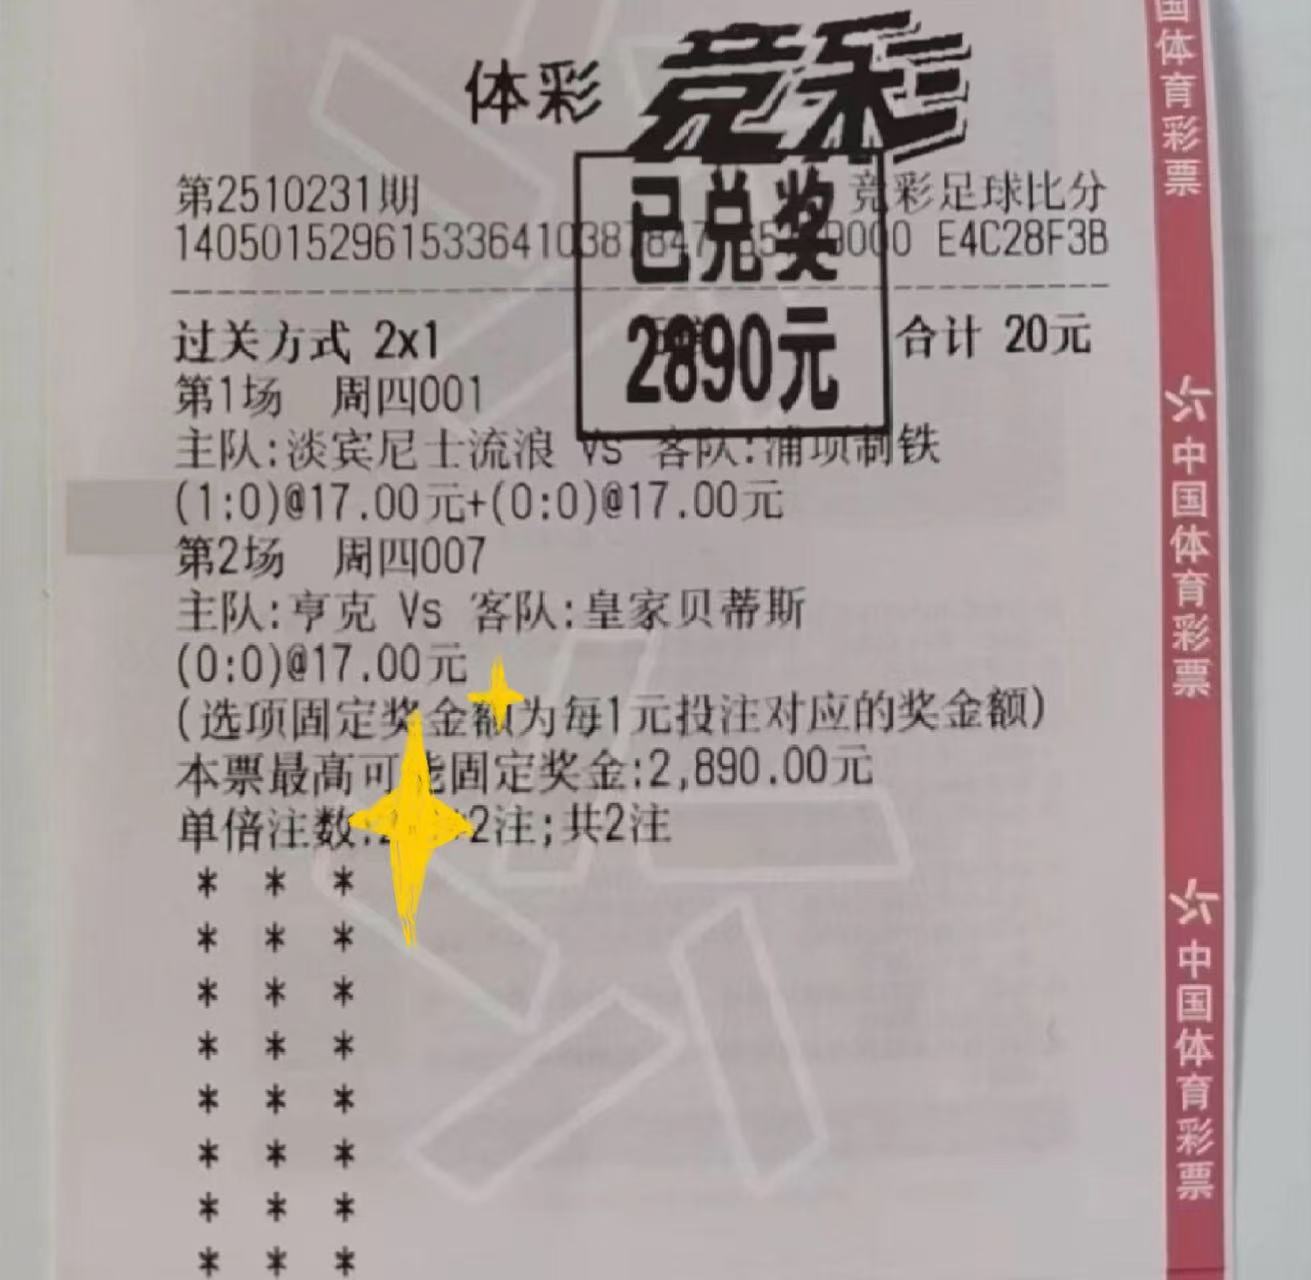 体彩 竞彩
第2510231期 竞彩足球比分
E4C28F3B
已兑奖
2890元
过关方式 2x1 合计 20元
第1场 周四001
主队:淡宾尼士流浪 Vs 客队:浦项制铁
(1:0)@17.00元+(0:0)@17.00元
第2场 周四007
主队:亨克 Vs 客队:皇家贝蒂斯
(0:0)@17.00元
(选项固定奖金额为每1元投注对应的奖金额)
本票最高可能固定奖金:2,890.00元
单倍注数: 2注;共2注
* * *
* * *
* * *
* * *
* * *
* * *
* * *
* * *
国体育彩票
中国体育彩票
中国体育彩票